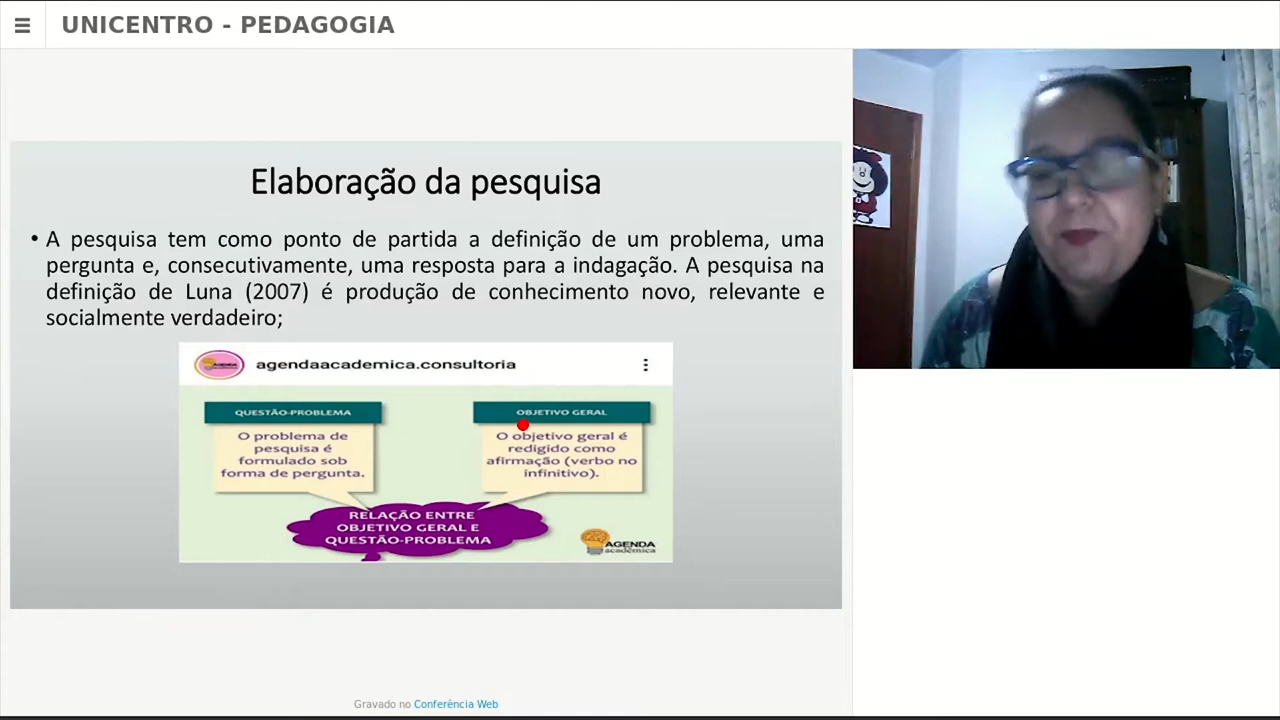 UNICENTRO - PEDAGOGIA
Elaboração da pesquisa
• A pesquisa tem como ponto de partida a definição de um problema, uma
pergunta e, consecutivamente, uma resposta para a indagação. A pesquisa na
definição de Luna (2007) é produção de conhecimento novo, relevante e
socialmente verdadeiro;
agendaacademica.consultoria
QUESTÃO-PROBLEMA
O problema de
pesquisa é
formulado sob
forma de pergunta.
OBJETIVO GERAL
O objetivo geral é
redigido como
afirmação (verbo no
infinitivo).
RELAÇÃO ENTRE
OBJETIVO GERAL E
QUESTÃO-PROBLEMA
AGENDA
acadêmica
Gravado no Conferência Web